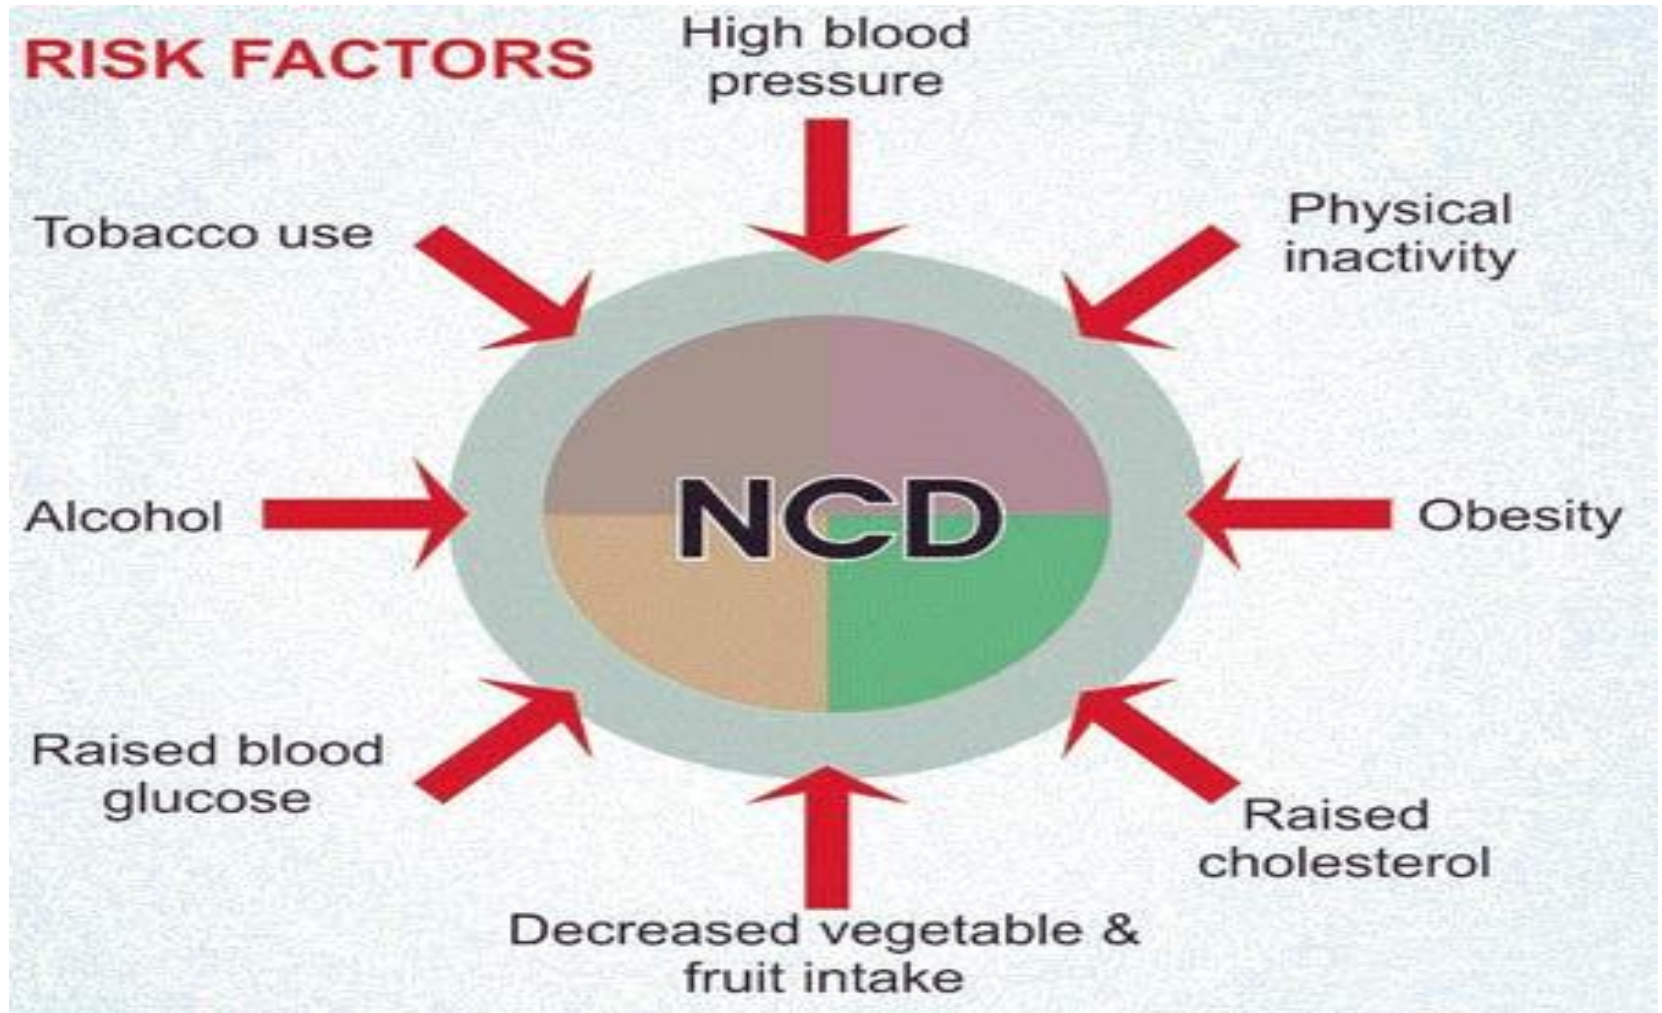 RISK FACTORS
High blood
pressure
Tobacco use
Physical
inactivity
Alcohol
NCD
Obesity
Raised blood
glucose
Raised
cholesterol
Decreased vegetable &
fruit intake